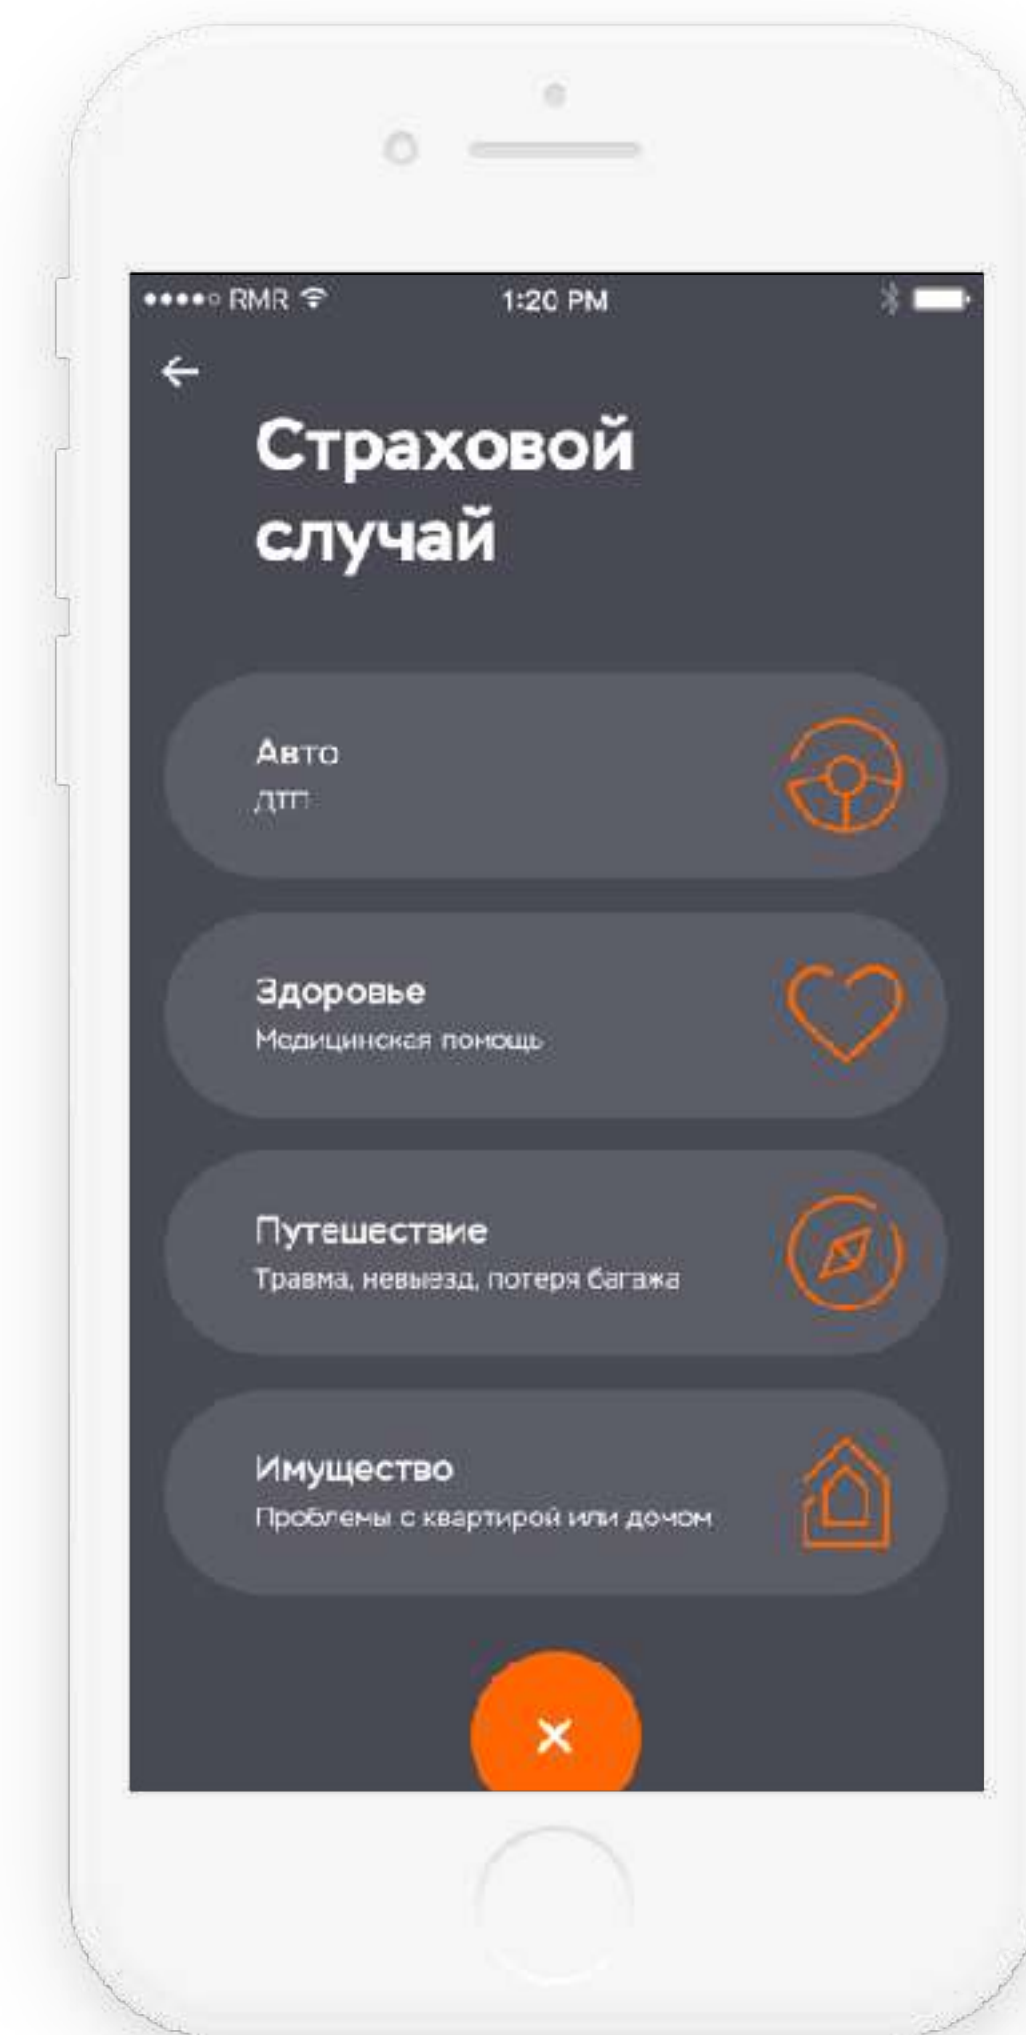 RMR 1:20 PM
Страховой
случай
Авто
ДТП
Здоровье
Медицинская помощь
Путешествие
Травма, невыезд, потеря багажа
Имущество
Проблемы с квартирой или домом